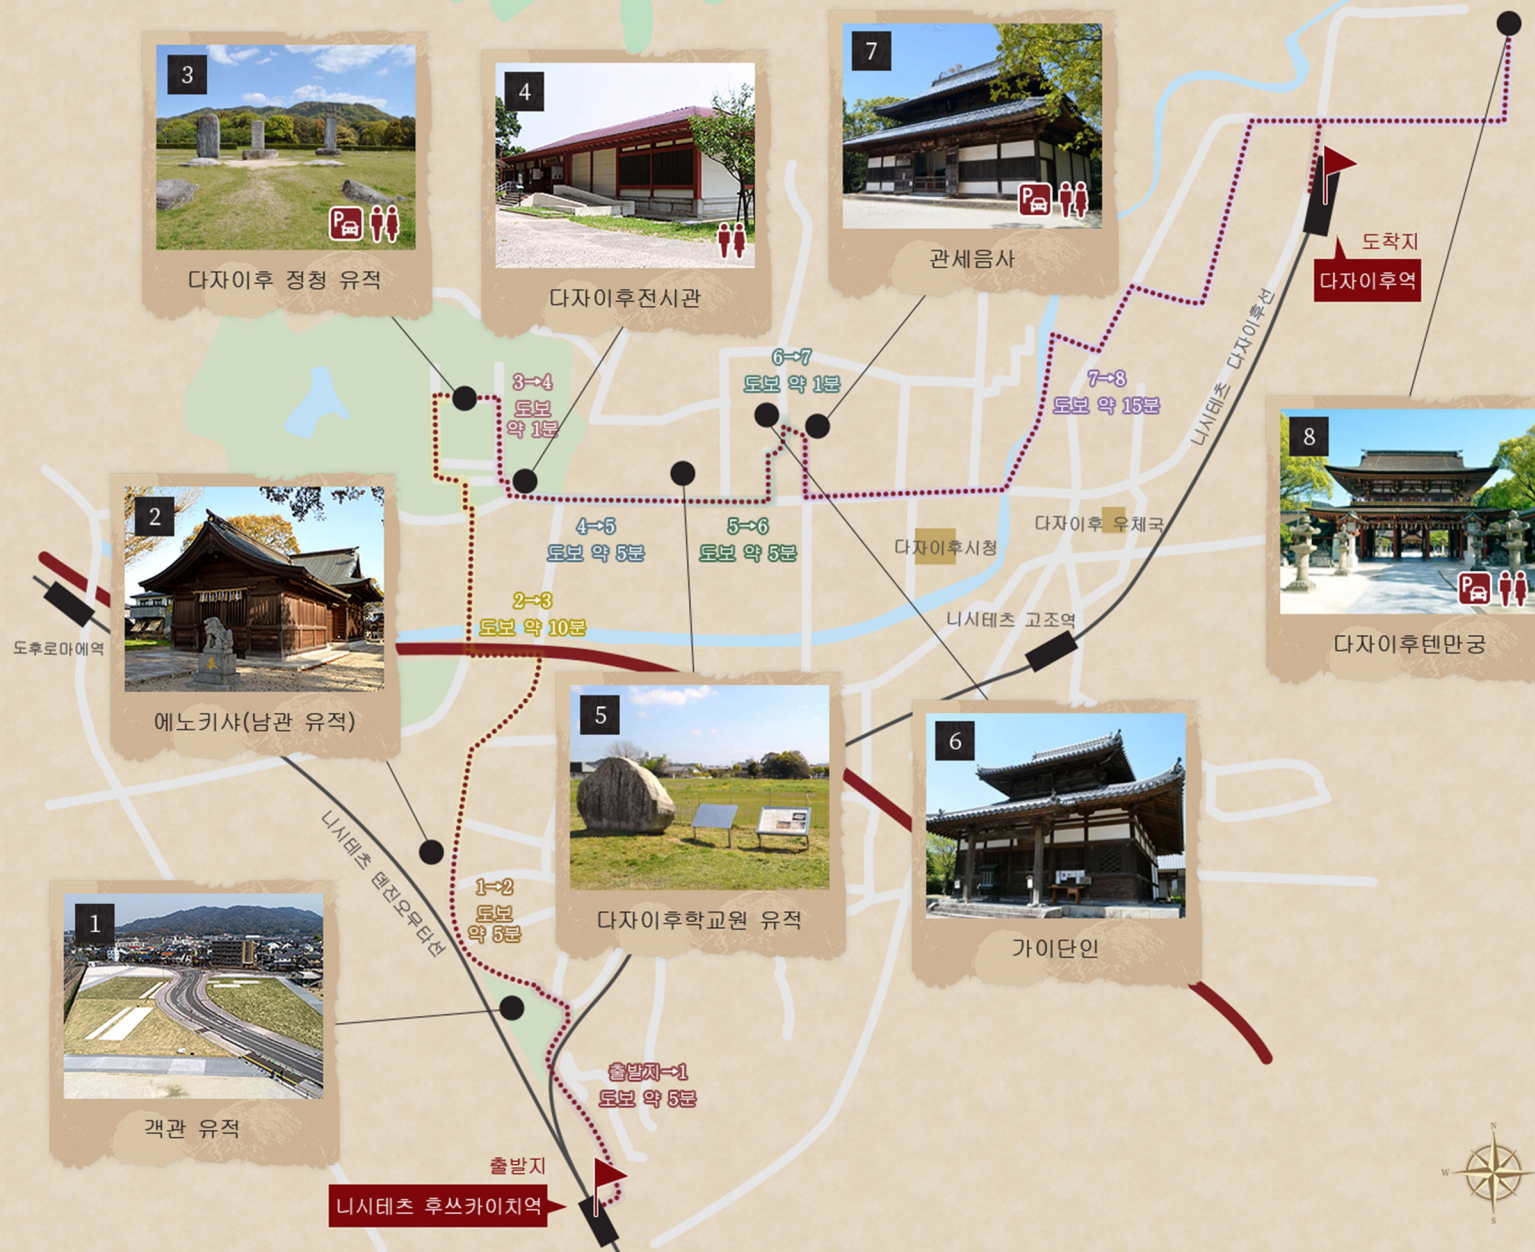 3
다자이후 정청 유적
4
다자이후전시관
7
관세음사
도착지
다자이후역
니시테츠 다자이후선
6→7
도보 약 1분
3→4
도보
약 1분
7→8
도보 약 15분
8
다자이후텐만궁
2
에노키샤(남관 유적)
4→5
도보 약 5분
5→6
도보 약 5분
다자이후시청
다자이후 우체국
2→3
도보 약 10분
니시테츠 고조역
도후로마에역
5
다자이후학교원 유적
6
가이단인
니시테츠 덴진오무타선
1→2
도보
약 5분
1
객관 유적
출발지→1
도보 약 5분
출발지
니시테츠 후쓰카이치역
P
P
P
N
W
S